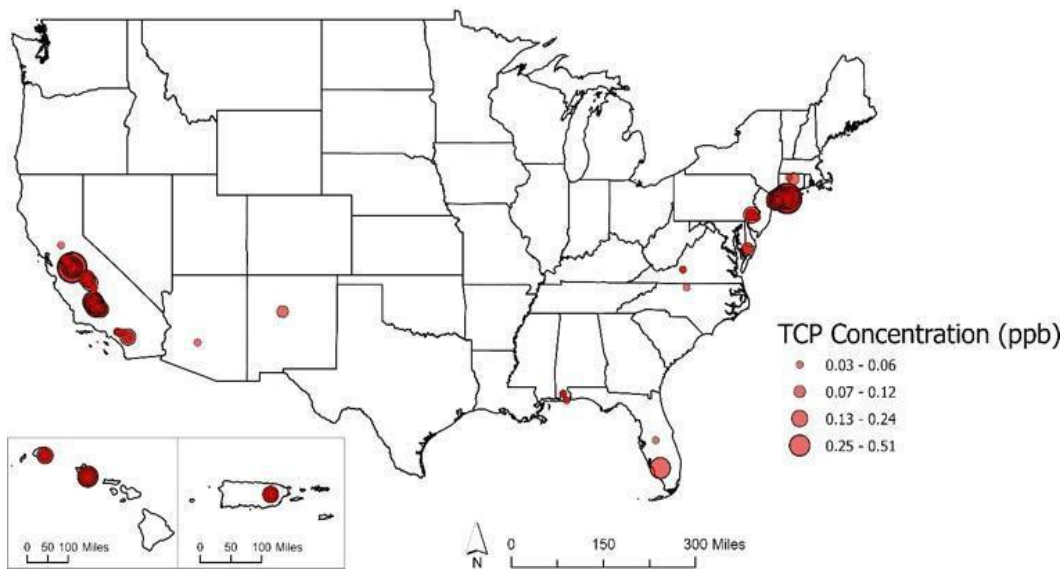 TCP Concentration (ppb)
0.03 - 0.06
0.07 - 0.12
0.13 - 0.24
0.25 - 0.51
0 50 100 Miles
0 50 100 Miles
N
0 150 300 Miles